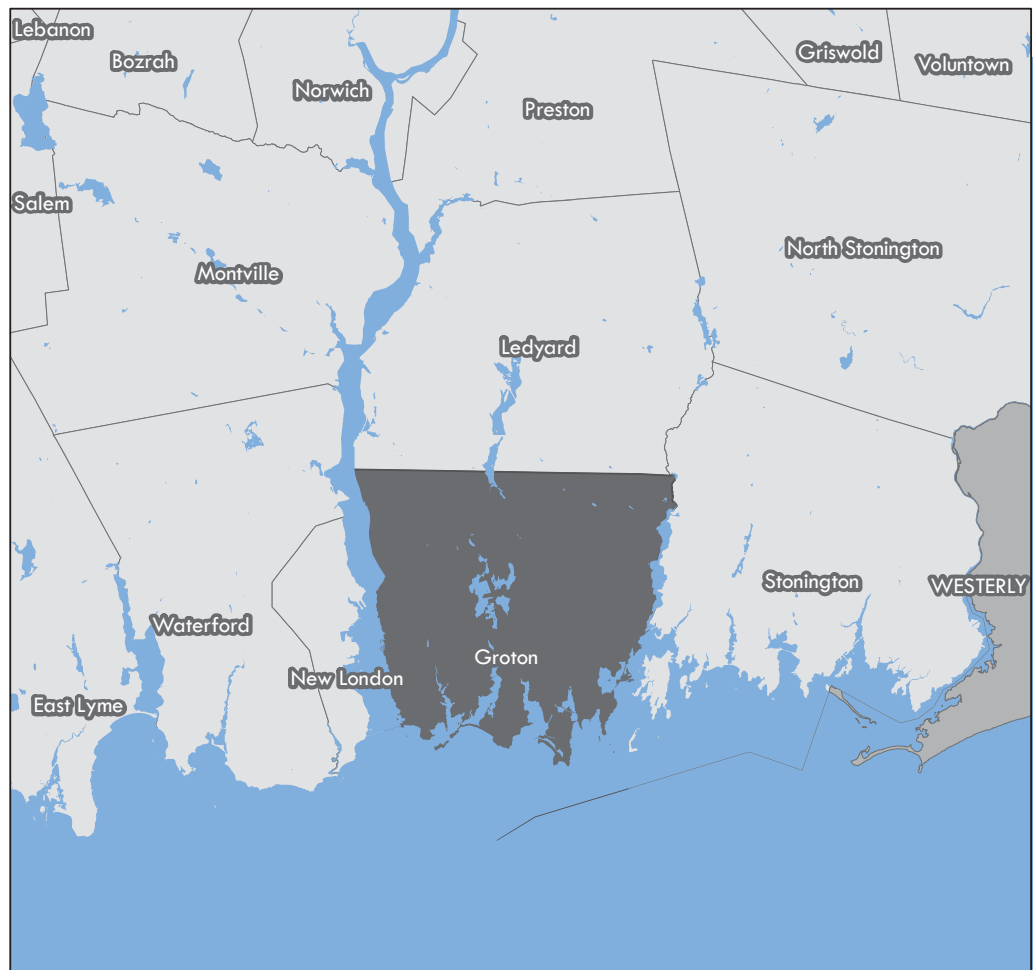 Lebanon
Bozrah
Griswold
Voluntown
Norwich
Preston
Salem
North Stonington
Montville
Ledyard
Stonington
WESTERLY
Waterford
Groton
New London
East Lyme